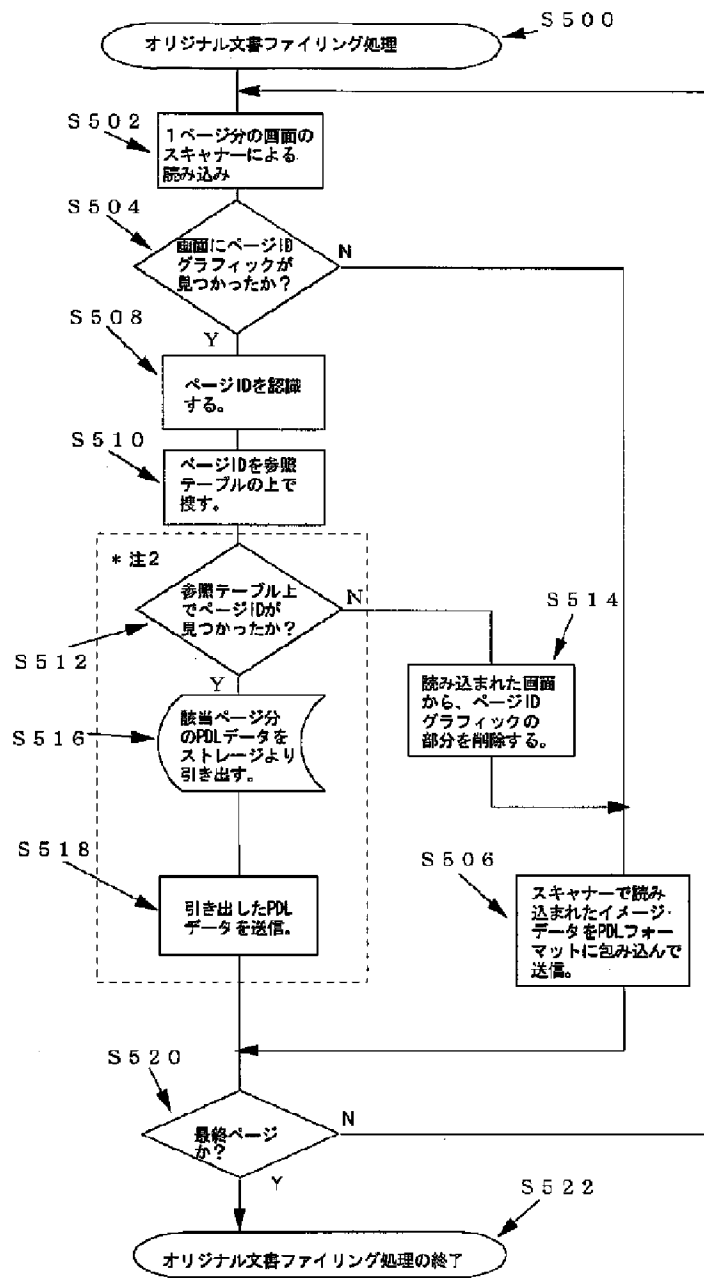 S500
オリジナル文書ファイリング処理
S502
1ページ分の画面の
スキャナーによる
読み込み
S504
画面にページID
グラフィックが
見つかったか?
N
Y
S508
ページIDを認識
する。
S510
ページIDを参照
テーブルの上で
捜す。
*注2
参照テーブル上
でページIDが
見つかったか?
N
S512
Y
S514
読み込まれた画面
から、ページID
グラフィックの
部分を削除する。
S516
該当ページ分
のPDLデータを
ストレージより
引き出す。
S518
引き出したPDL
データを送信。
S506
スキャナーで読み
込まれたイメージ・
データをPDLフォー
マットに包み込んで
送信。
S520
最終ページ
か?
N
Y
S522
オリジナル文書ファイリング処理の終了